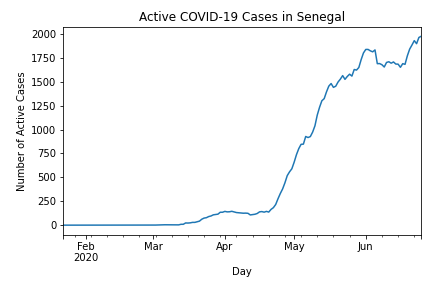 Active COVID-19 Cases in Senegal
Number of Active Cases
2000
1750
1500
1250
1000
750
500
250
0
Feb Mar Apr May Jun
2020
Day